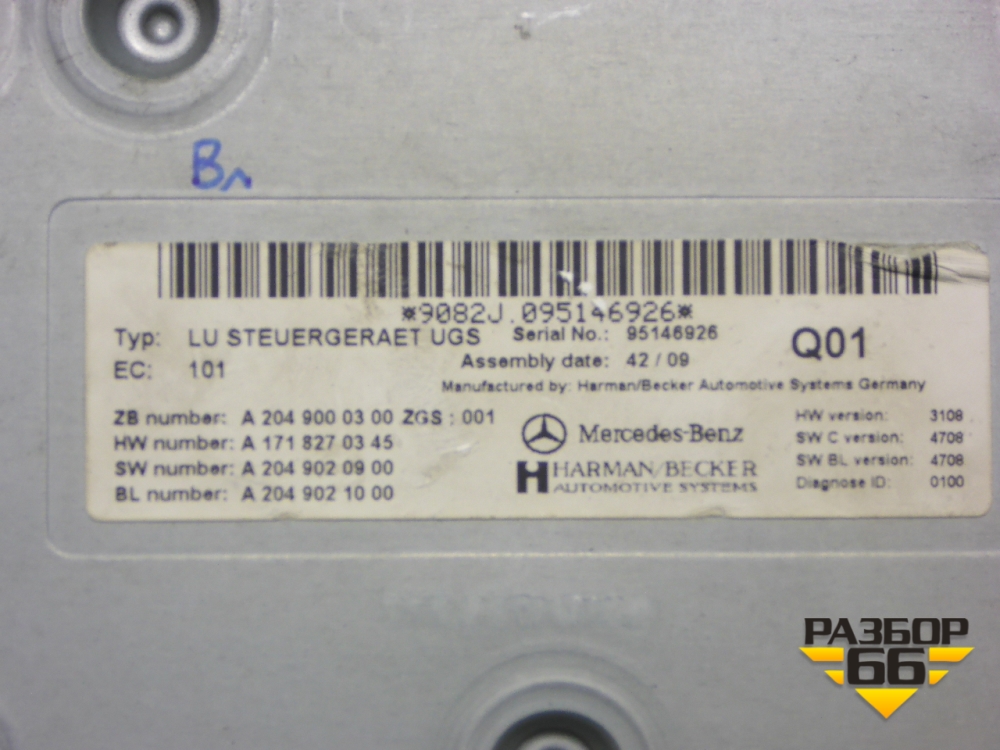 Вл
*9082J.095146926*
Typ: LU STEUERGERAET UGS Serial No.: 95146926
Q01
EC: 101 Assembly date: 42/09
Manufactured by: Harman/Becker Automotive Systems Germany
ZB number: A 204 900 03 00 ZGS : 001
HW number: A 171 827 03 45
SW number: A 204 902 09 00
BL number: A 204 902 10 00
Mercedes-Benz
HARMAN/BECKER
AUTOMOTIVE SYSTEMS
HW version: 3108
SW C version: 4708
SW BL version: 4708
Diagnose ID: 0100
РАЗБОР
66